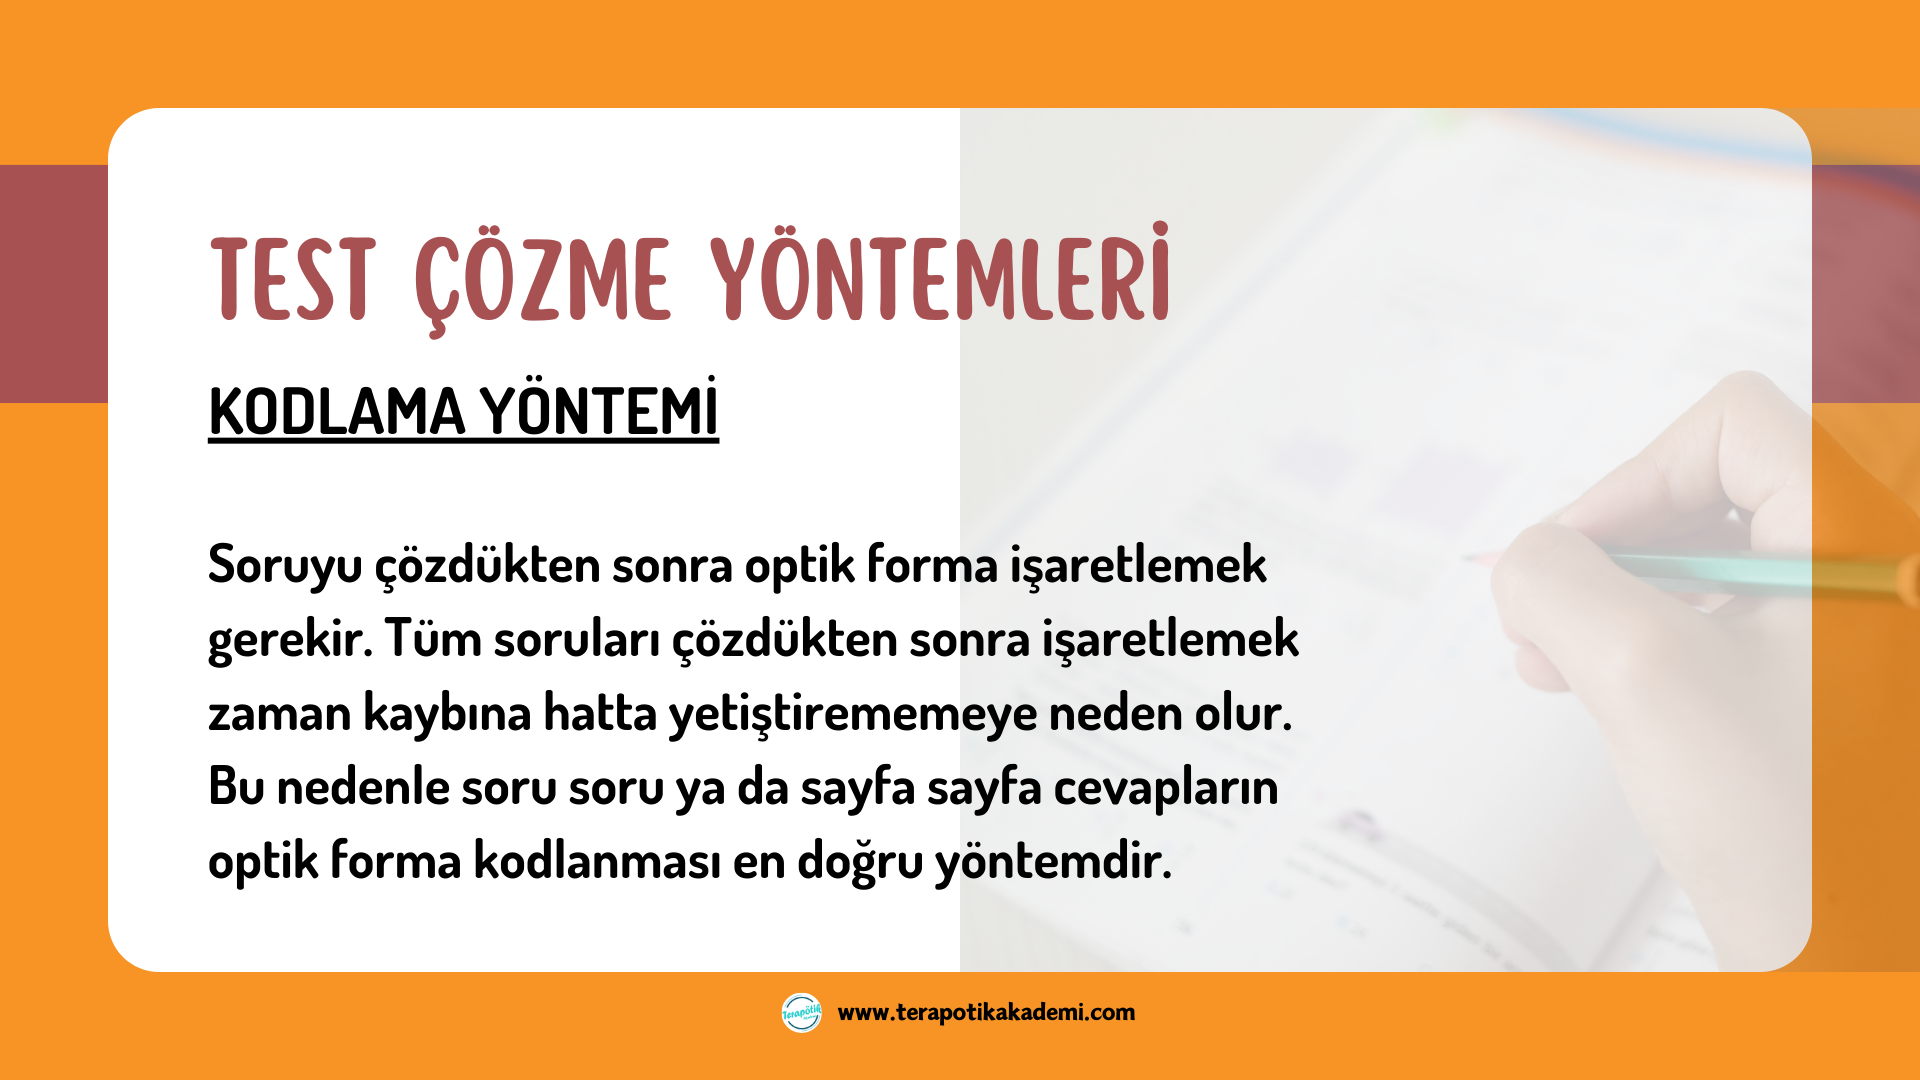 TEST ÇÖZME YÖNTEMLERİ
KODLAMA YÖNTEMİ
Soruyu çözdükten sonra optik forma işaretlemek
gerekir. Tüm soruları çözdükten sonra işaretlemek
zaman kaybına hatta yetiştirememeye neden olur.
Bu nedenle soru soru ya da sayfa sayfa cevapların
optik forma kodlanması en doğru yöntemdir.
Terapötik
www.terapotikakademi.com